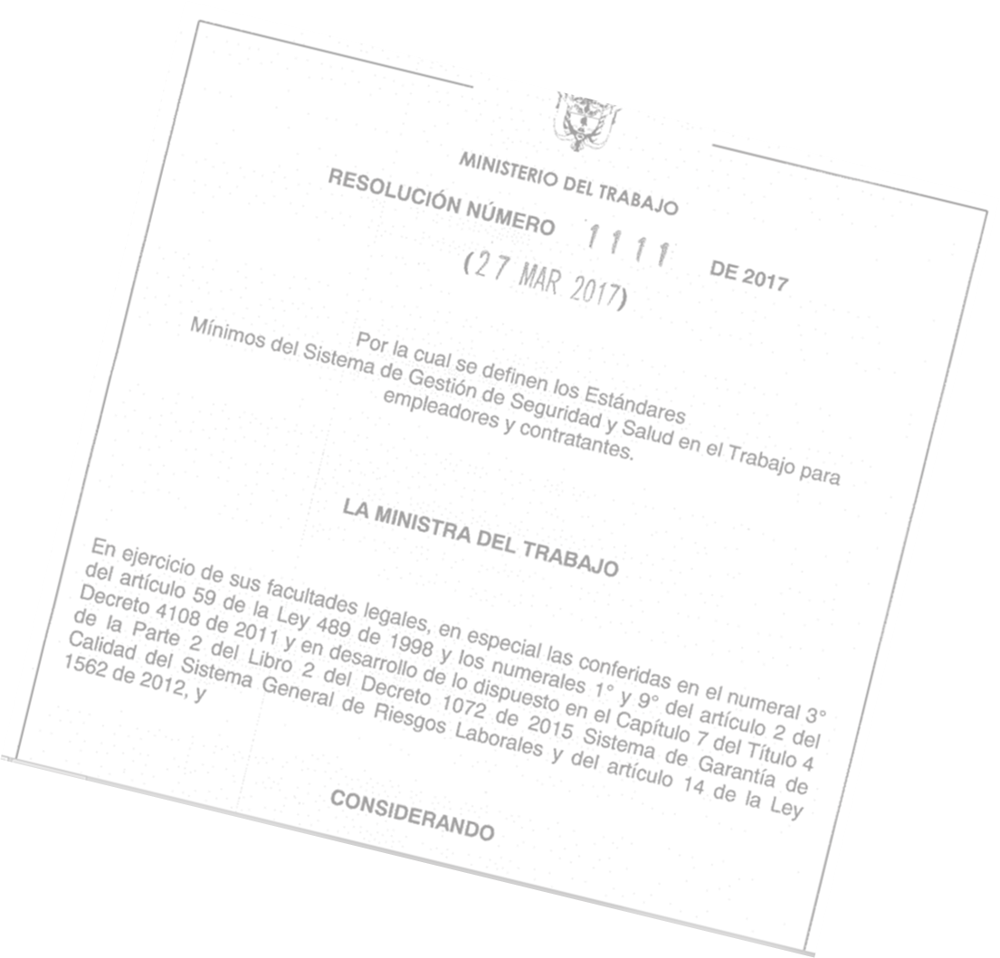 MINISTERIO DEL TRABAJO
RESOLUCIÓN NÚMERO 1111 DE 2017
(27 MAR 2017)
Por la cual se definen los Estándares
Mínimos del Sistema de Gestión de Seguridad y Salud en el Trabajo para
empleadores y contratantes.
LA MINISTRA DEL TRABAJO
En ejercicio de sus facultades legales, en especial las conferidas en el numeral 3°
del artículo 59 de la Ley 489 de 1998 y los numerales 1° y 9° del artículo 2 del
Decreto 4108 de 2011 y en desarrollo de lo dispuesto en el Capítulo 7 del Título 4
de la Parte 2 del Libro 2 del Decreto 1072 de 2015 Sistema de Garantía de
Calidad del Sistema General de Riesgos Laborales y del artículo 14 de la Ley
1562 de 2012, y
CONSIDERANDO